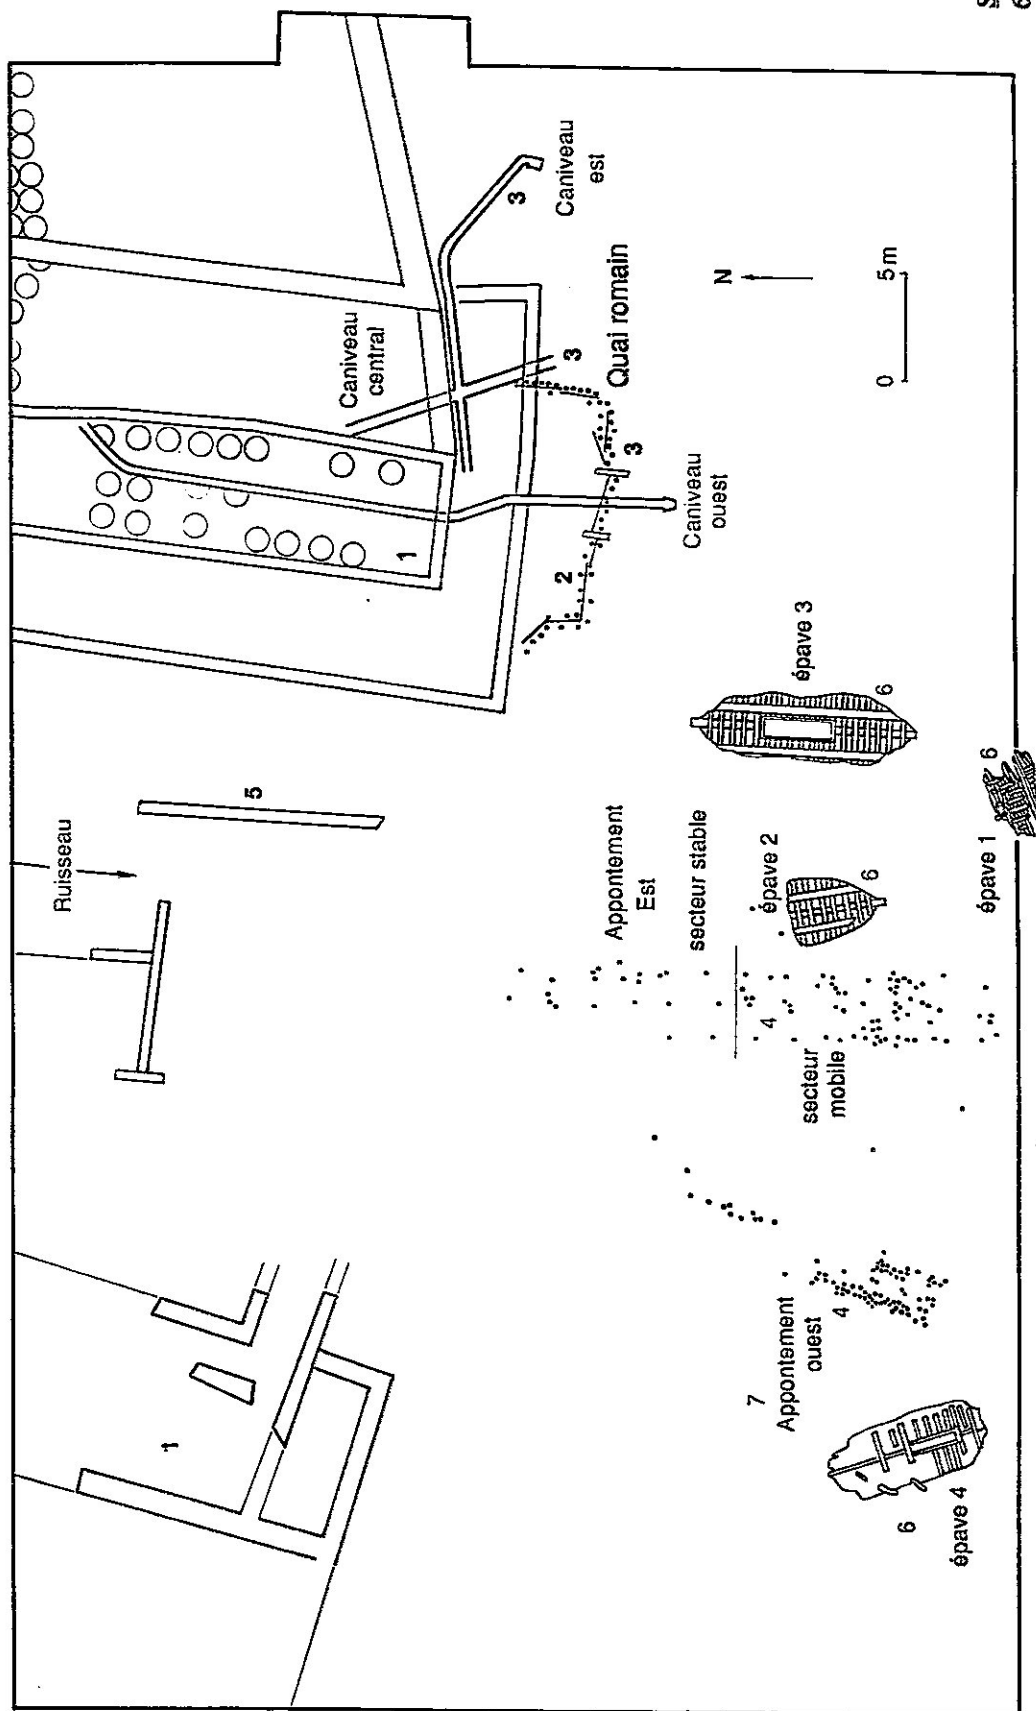 Ruisseau
1
5
Caniveau
central
1
3
Caniveau
est
2
3
Quai romain
3
Appontement
Est
secteur stable
Caniveau
ouest
N
7
Appontement
ouest
4
épave 2
4
épave 3
secteur
mobile
6
6
0 5 m
6
épave 4
épave 1
6